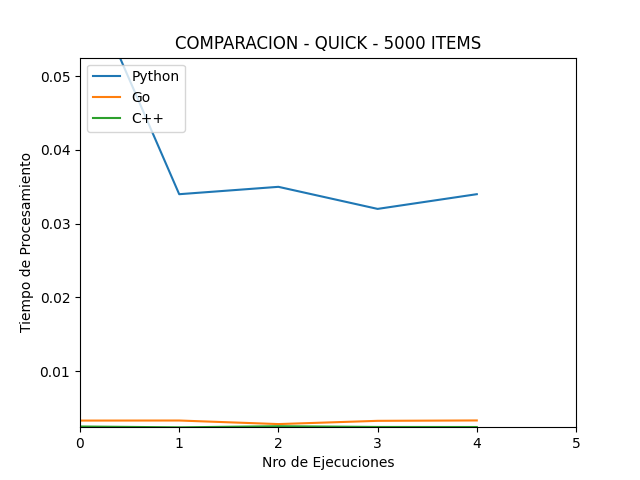 COMPARACION - QUICK - 5000 ITEMS
Python
Go
C++
0.05
0.04
0.03
0.02
0.01
Tiempo de Procesamiento
0 1 2 3 4 5
Nro de Ejecuciones